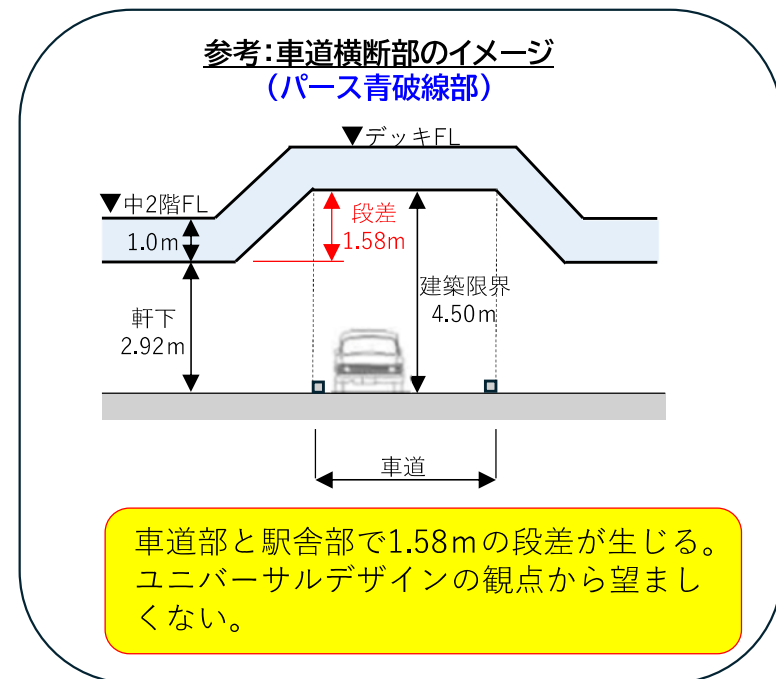 参考:車道横断部のイメージ
（パース青破線部）
▼デッキFL
▼中2階FL
1.0m
段差
1.58m
建築限界
4.50m
軒下
2.92m
車道
車道部と駅舎部で1.58mの段差が生じる。
ユニバーサルデザインの観点から望まし
くない。